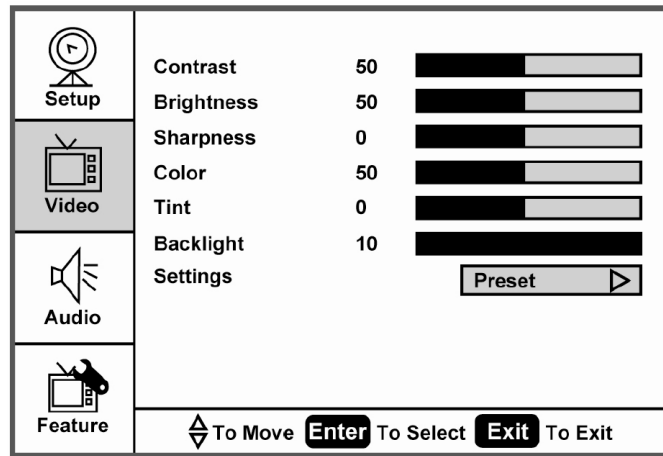 Setup
Video
Audio
Feature
Contrast 50
Brightness 50
Sharpness 0
Color 50
Tint 0
Backlight 10
Settings Preset
To Move Enter To Select Exit To Exit